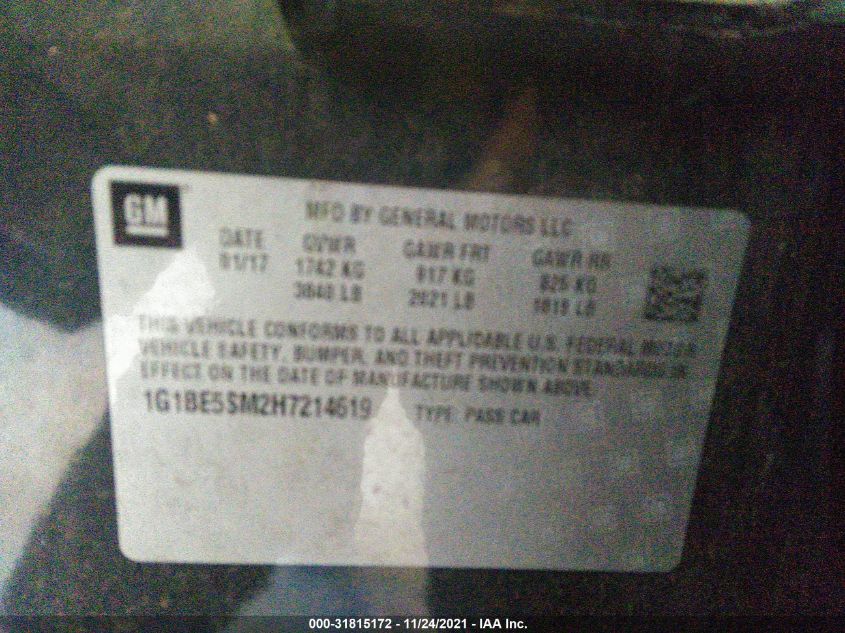 GM
MFD BY GENERAL MOTORS LLC
DATE GVWR GAWR FRT GAWR RR
01/17 1742 KG 917 KG 825 KG
3840 LB 2021 LB 1818 LB
THIS VEHICLE CONFORMS TO ALL APPLICABLE U.S. FEDERAL MOTOR
VEHICLE SAFETY, BUMPER, AND THEFT PREVENTION STANDARDS IN
EFFECT ON THE DATE OF MANUFACTURE SHOWN ABOVE.
1G1BE5SM2H7214619 TYPE: PASS CAR
000-31815172 - 11/24/2021 - IAA Inc.